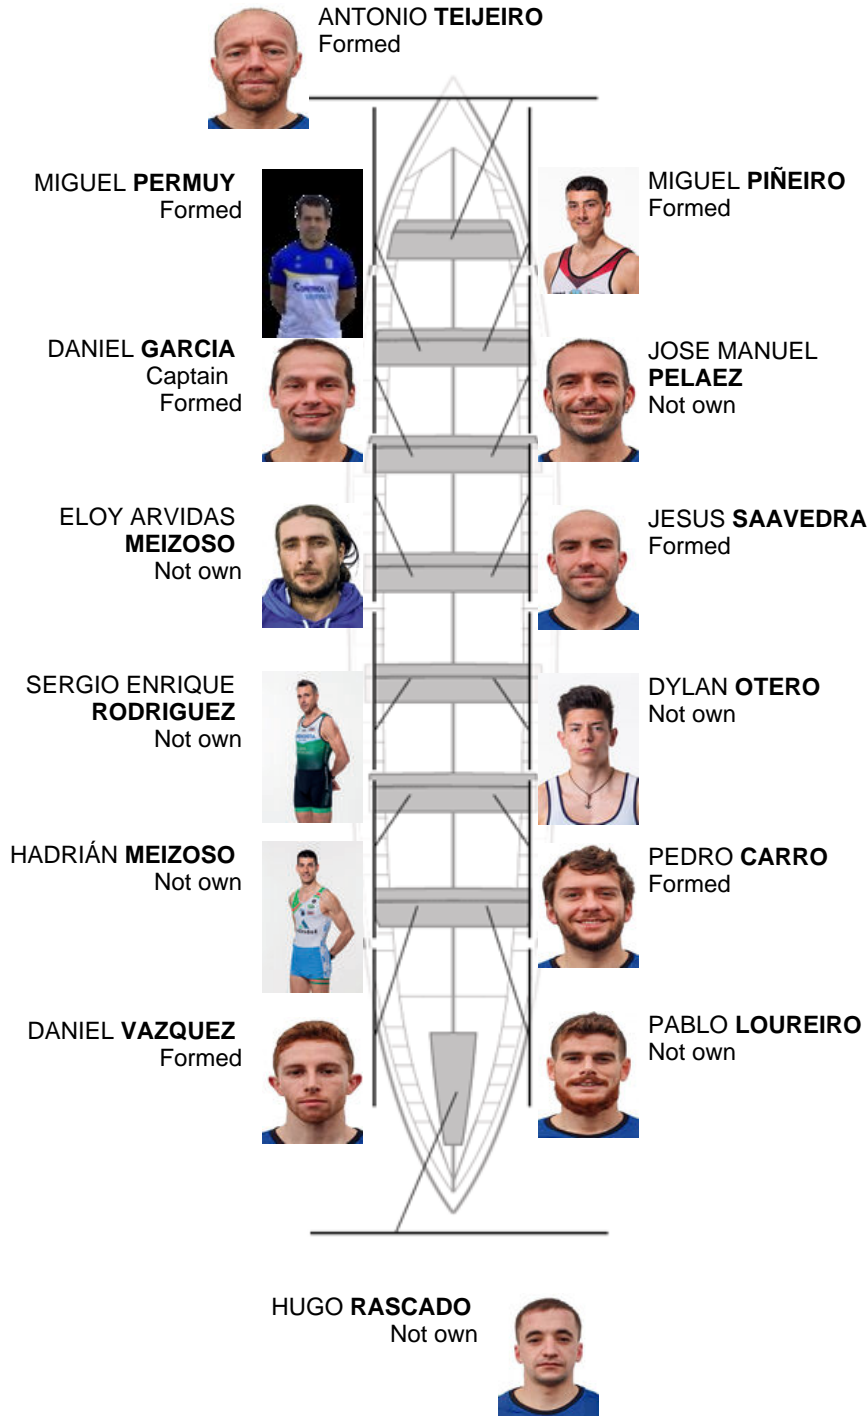 ANTONIO TEIJEIRO
Formed
MIGUEL PERMUY
Formed
MIGUEL PIÑEIRO
Formed
DANIEL GARCIA
Captain
Formed
JOSE MANUEL
PELAEZ
Not own
ELOY ARVIDAS
MEIZOSO
Not own
JESUS SAAVEDRA
Formed
SERGIO ENRIQUE
RODRIGUEZ
Not own
DYLAN OTERO
Not own
HADRIÁN MEIZOSO
Not own
PEDRO CARRO
Formed
DANIEL VAZQUEZ
Formed
PABLO LOUREIRO
Not own
HUGO RASCADO
Not own